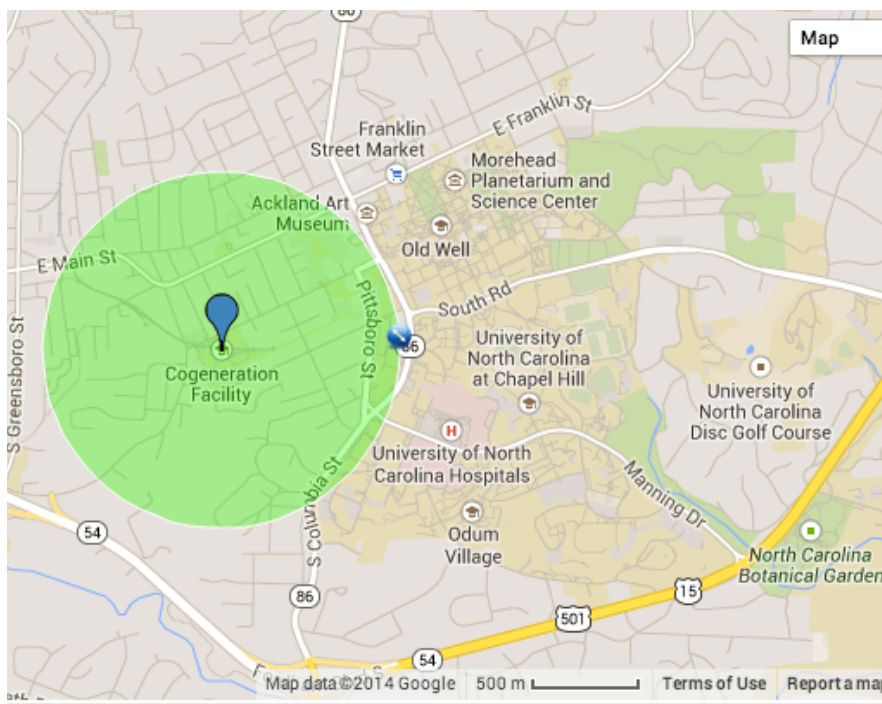 86
Map
E Franklin St
Franklin
Street Market
Morehead
Planetarium and
Science Center
Ackland Art
Museum
Old Well
E Main St
Pittsboro St
South Rd
86
University of
North Carolina
at Chapel Hill
S Greensboro St
Cogeneration
Facility
University of
North Carolina
Disc Golf Course
H
University of North
Carolina Hospitals
S Columbia St
Manning Dr
54
Odum
Village
North Carolina
Botanical Garden
86
15
501
54
Map data ©2014 Google
500 m
Terms of Use
Report a map